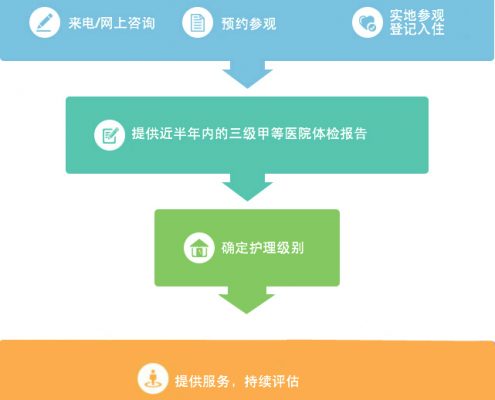 来电/网上咨询
预约参观
实地参观
登记入住
提供近半年内的三级甲等医院体检报告
确定护理级别
提供服务，持续评估